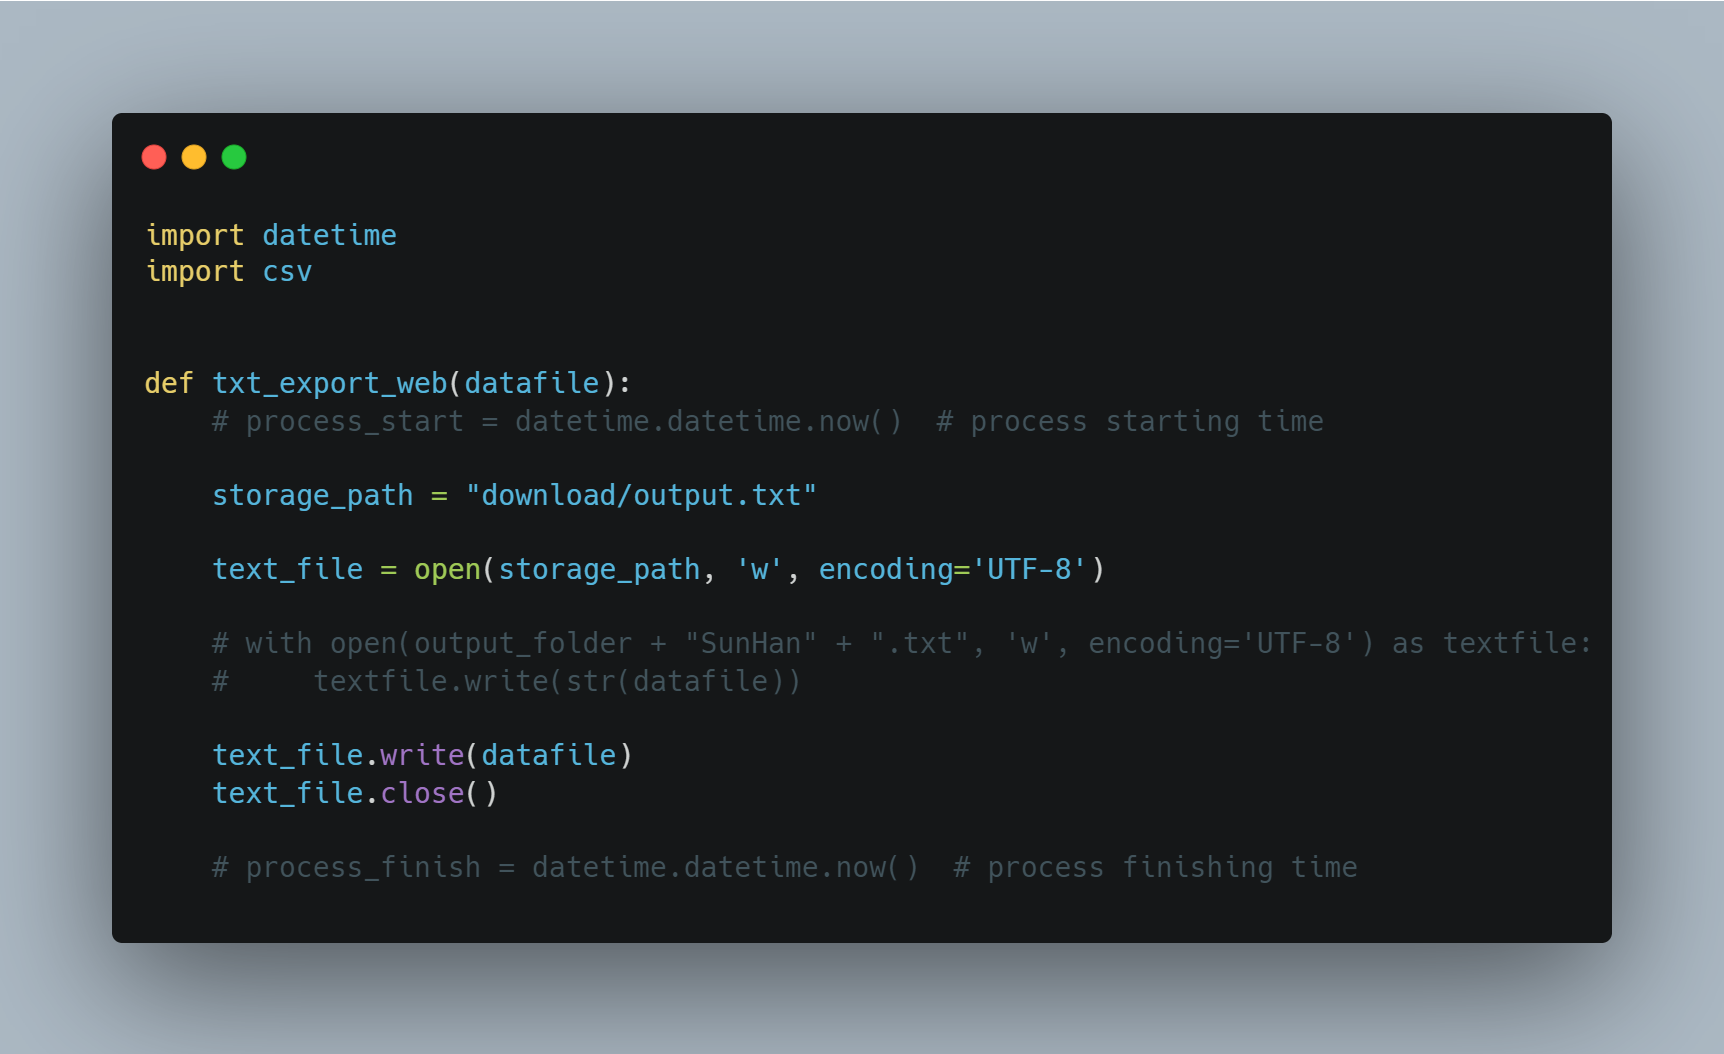 import datetime
import csv
def txt_export_web(datafile):
    # process_start = datetime.datetime.now()  # process starting time
    storage_path = "download/output.txt"
    text_file = open(storage_path, 'w', encoding='UTF-8')
    # with open(output_folder + "SunHan" + ".txt", 'w', encoding='UTF-8') as textfile:
    #     textfile.write(str(datafile))
    text_file.write(datafile)
    text_file.close()
    # process_finish = datetime.datetime.now()  # process finishing time